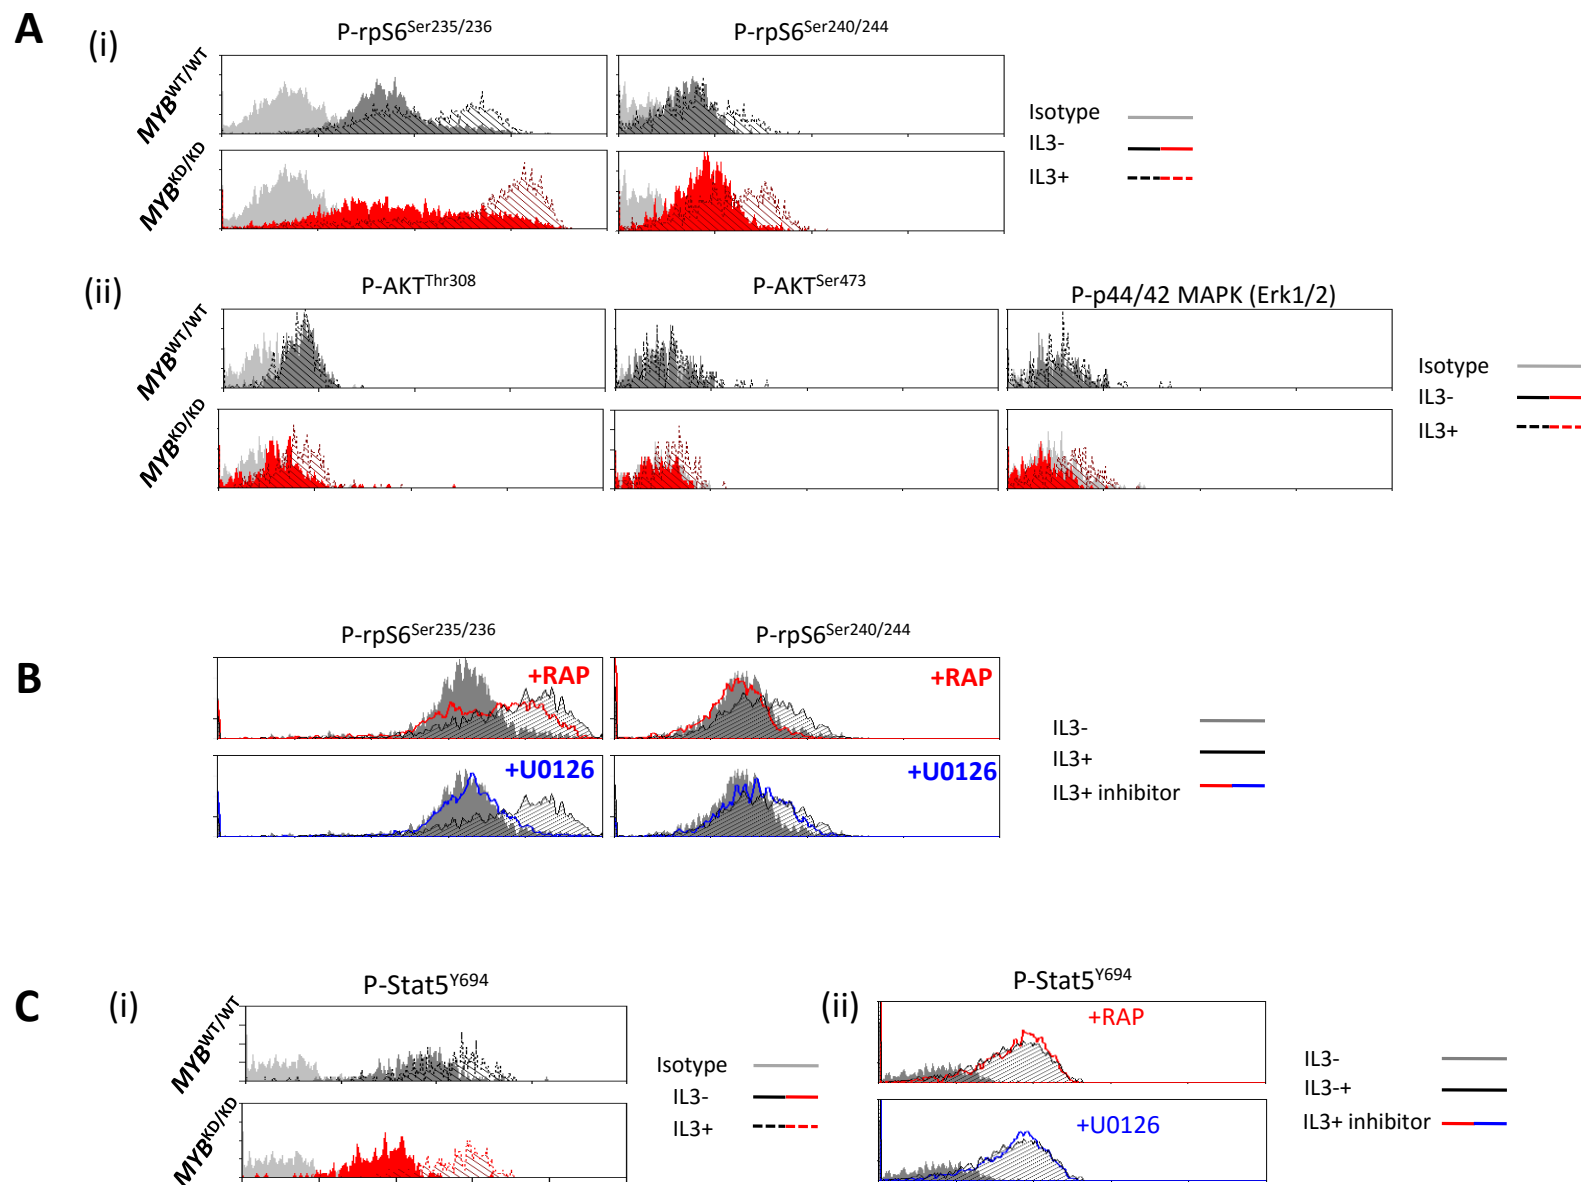 A
(i)
P-rpS6Ser235/236
P-rpS6Ser240/244
MYBWT/WT
MYBKD/KD
Isotype
IL3-
IL3+
(ii)
P-AKTThr308
P-AKTSer473
P-p44/42 MAPK (Erk1/2)
MYBWT/WT
MYBKD/KD
Isotype
IL3-
IL3+
B
P-rpS6Ser235/236
P-rpS6Ser240/244
+RAP
+RAP
+U0126
+U0126
IL3-
IL3+
IL3+ inhibitor
C
(i)
P-Stat5Y694
MYBWT/WT
MYBKD/KD
Isotype
IL3-
IL3+
(ii)
P-Stat5Y694
+RAP
+U0126
IL3-
IL3-+
IL3+ inhibitor